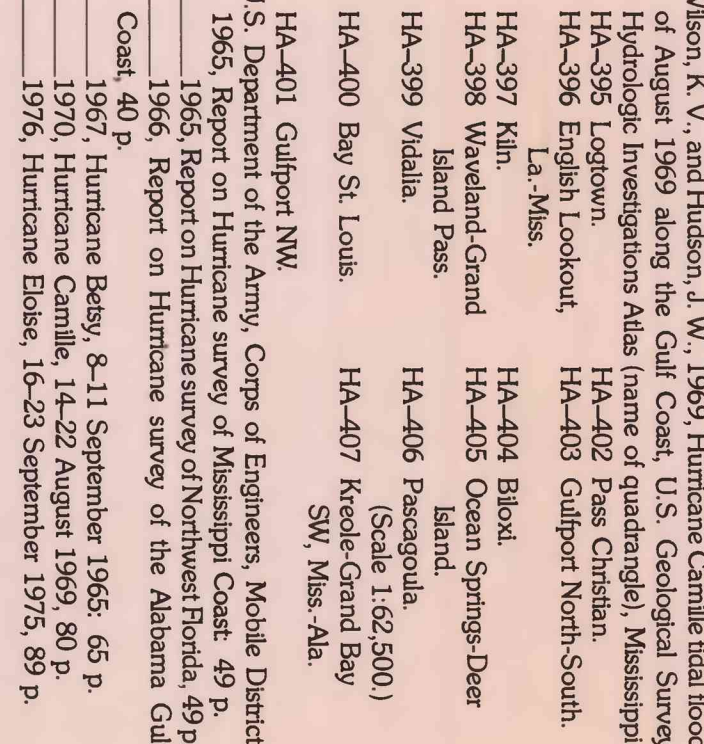 Wilson, K. V., and Hudson, J. W., 1969, Hurricane Camille tidal flood
of August 1969 along the Gulf Coast, U.S. Geological Survey
Hydrologic Investigations Atlas (name of quadrangle), Mississippi
HA—395 Logtown.
HA—396 English Lookout,
La.-Miss.
HA—397 Kiln.
HA—398 Waveland-Grand
Island Pass.
HA—399 Vidalia.
HA—400 Bay St. Louis.
HA—401 Gulfport NW.
HA—402 Pass Christian.
HA—403 Gulfport North-South.
HA—404 Biloxi.
HA—405 Ocean Springs-Deer
Island.
HA—406 Pascagoula.
(Scale 1:62,500.)
HA—407 Kreole-Grand Bay
SW, Miss.-Ala.
U.S. Department of the Army, Corps of Engineers, Mobile District
1965, Report on Hurricane survey of Mississippi Coast: 49 p.
____1965, Report on Hurricane survey of Northwest Florida, 49 p
____1966, Report on Hurricane survey of the Alabama Gul
Coast, 40 p.
____1967, Hurricane Betsy, 8–11 September 1965: 65 p.
____1970, Hurricane Camille, 14–22 August 1969, 80 p.
____1976, Hurricane Eloise, 16–23 September 1975, 89 p.